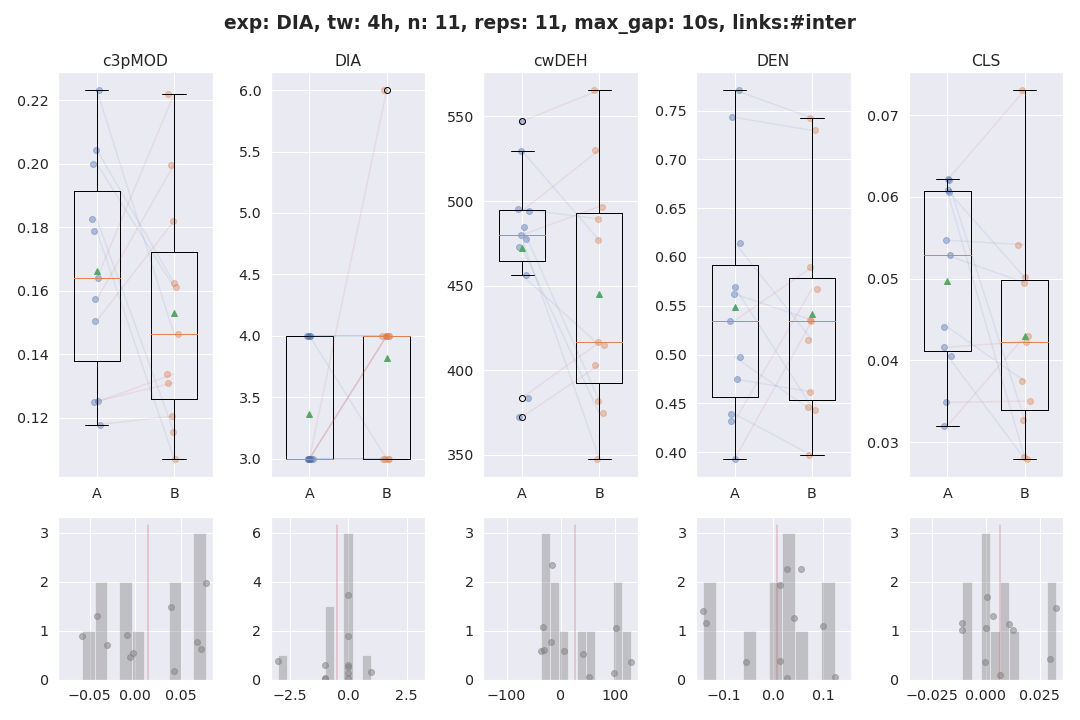 exp: DIA, tw: 4h, n: 11, reps: 11, max_gap: 10s, links:#inter
c3pMOD DIA cwDEH DEN CLS
0.22 0.20 0.18 0.16 0.14 0.12
6.0 5.5 5.0 4.5 4.0 3.5 3.0
550 500 450 400 350
0.75 0.70 0.65 0.60 0.55 0.50 0.45 0.40
0.07 0.06 0.05 0.04 0.03
A B A B A B A B A B
3 2 1 0
6 4 2 0
3 2 1 0
3 2 1 0
3 2 1 0
−0.05 0.00 0.05 −2.5 0.0 2.5 −100 0 100 −0.1 0.0 0.1 −0.025 0.000 0.025